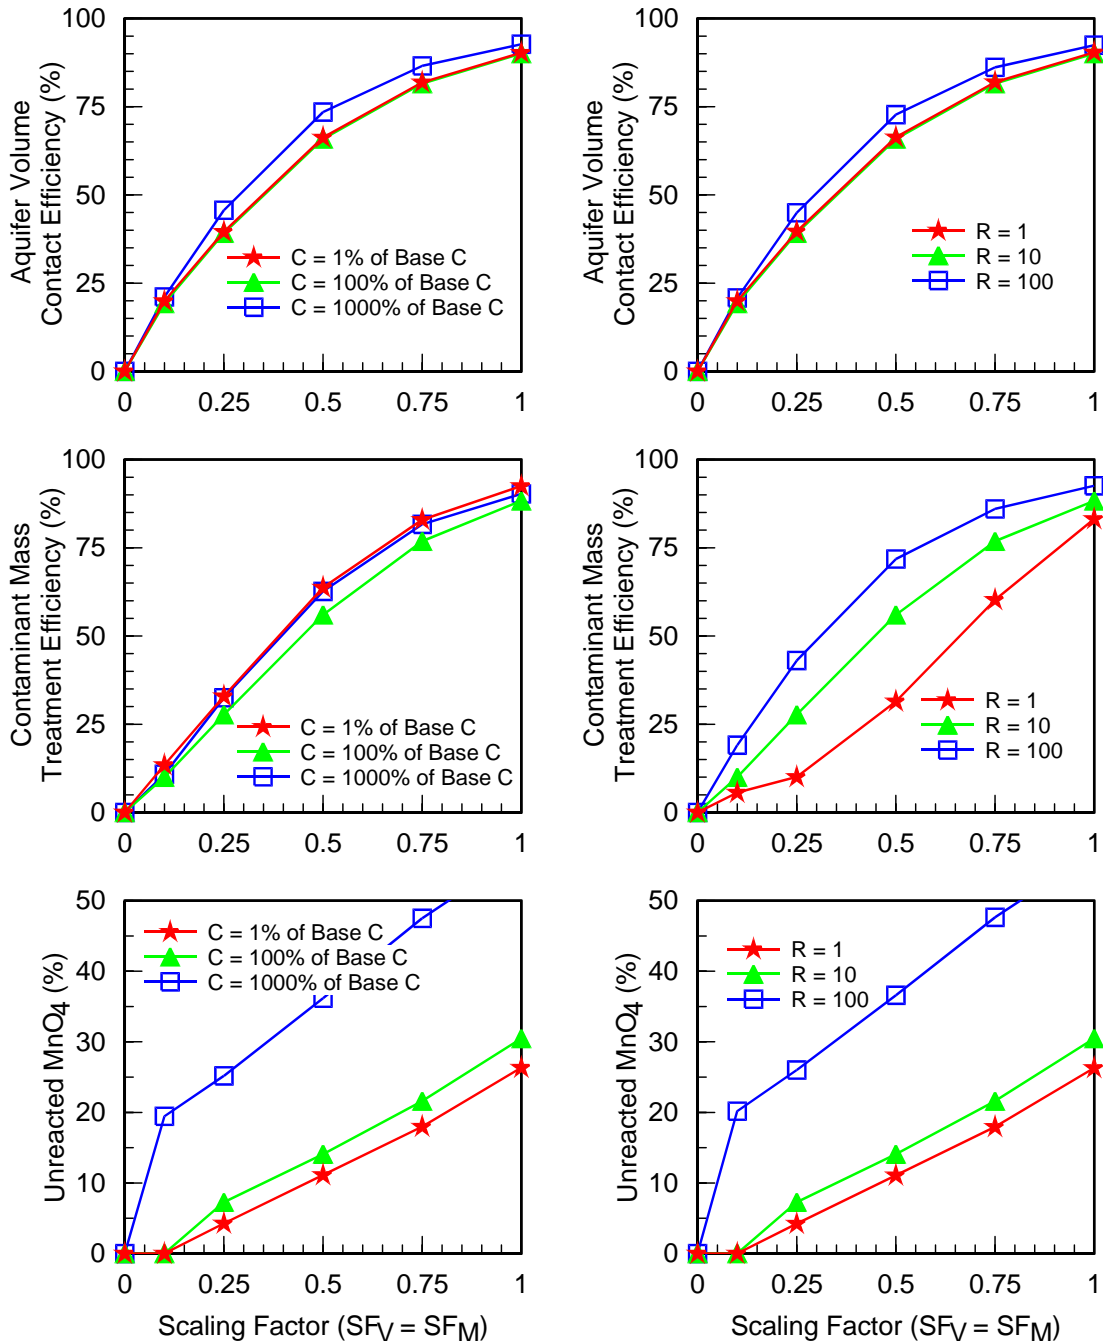 Aquifer Volume
Contact Efficiency (%)
100
75
50
25
0
C = 1% of Base C
C = 100% of Base C
C = 1000% of Base C
0 0.25 0.5 0.75 1
Aquifer Volume
Contact Efficiency (%)
100
75
50
25
0
R = 1
R = 10
R = 100
0 0.25 0.5 0.75 1
Contaminant Mass
Treatment Efficiency (%)
100
75
50
25
0
C = 1% of Base C
C = 100% of Base C
C = 1000% of Base C
0 0.25 0.5 0.75 1
Contaminant Mass
Treatment Efficiency (%)
100
75
50
25
0
R = 1
R = 10
R = 100
0 0.25 0.5 0.75 1
Unreacted MnO4 (%)
50
40
30
20
10
0
C = 1% of Base C
C = 100% of Base C
C = 1000% of Base C
0 0.25 0.5 0.75 1
Scaling Factor (SFV = SFM)
Unreacted MnO4 (%)
50
40
30
20
10
0
R = 1
R = 10
R = 100
0 0.25 0.5 0.75 1
Scaling Factor (SFV = SFM)